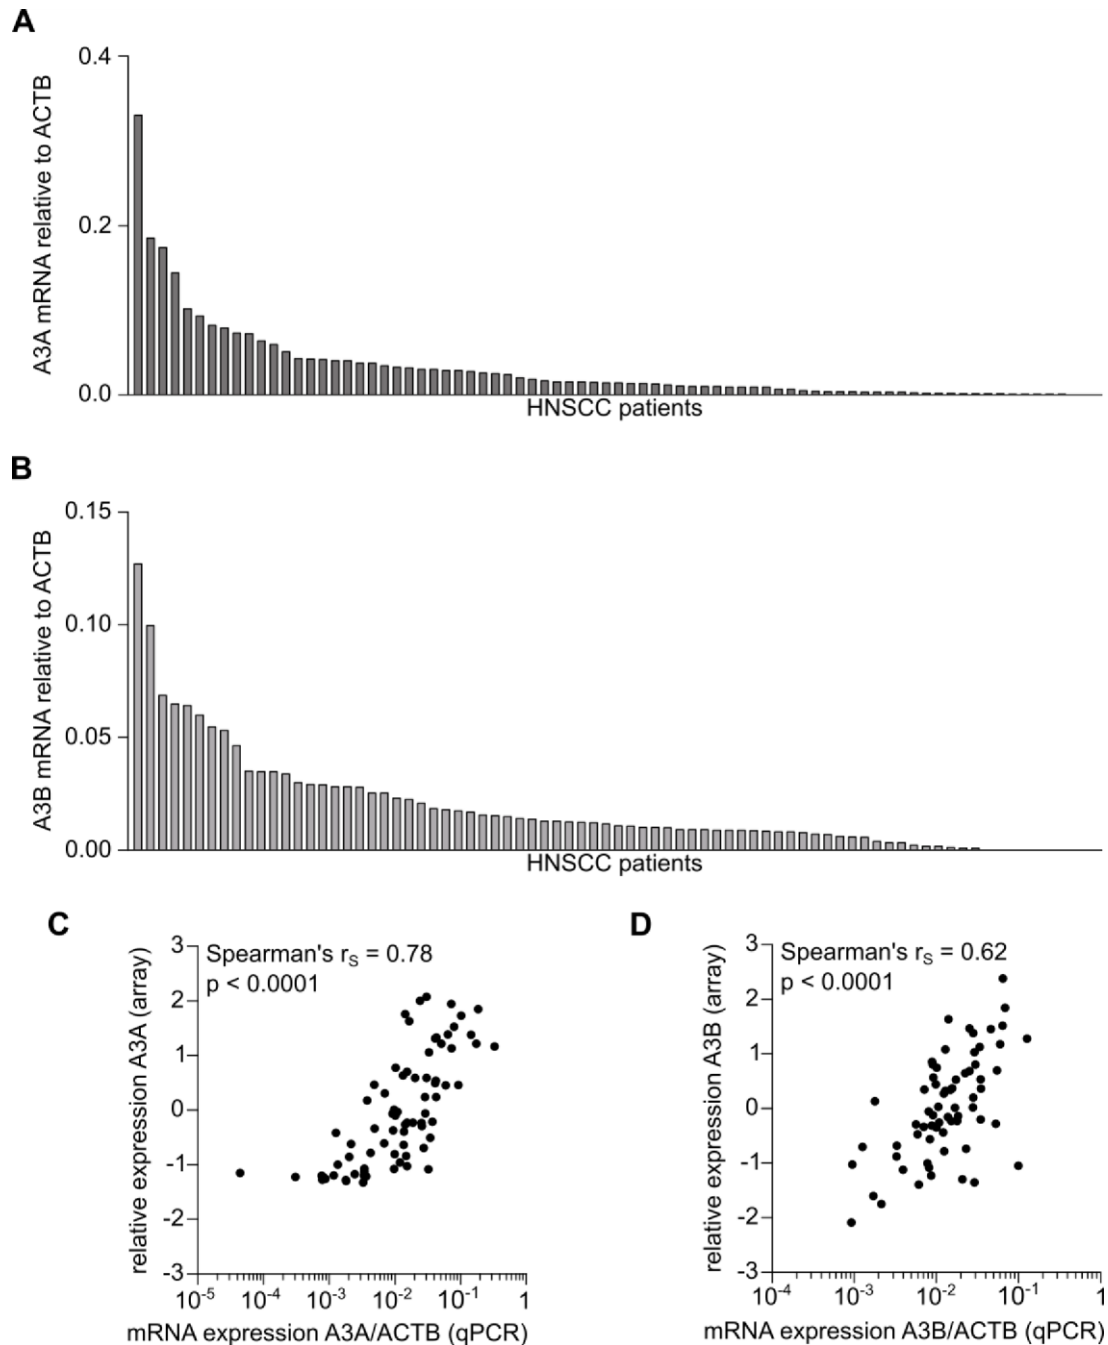 A
A3A mRNA relative to ACTB
0.4
0.2
0.0
HNSCC patients
B
A3B mRNA relative to ACTB
0.15
0.10
0.05
0.00
HNSCC patients
C
relative expression A3A (array)
Spearman's rS = 0.78
p < 0.0001
3
2
1
0
-1
-2
-3
10-5 10-4 10-3 10-2 10-1 1
mRNA expression A3A/ACTB (qPCR)
D
relative expression A3B (array)
Spearman's rS = 0.62
p < 0.0001
3
2
1
0
-1
-2
-3
10-4 10-3 10-2 10-1 1
mRNA expression A3B/ACTB (qPCR)